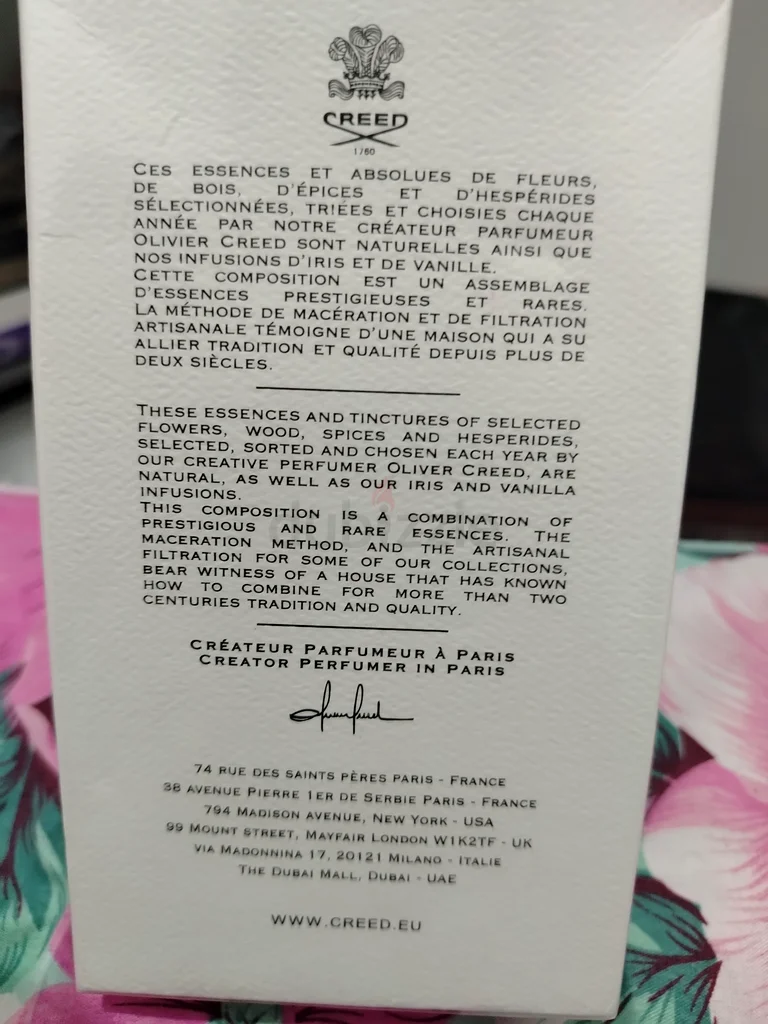 CREED
1760
CES ESSENCES ET ABSOLUES DE FLEURS,
DE BOIS, D'ÉPICES ET D'HESPÉRIDES
SÉLECTIONNÉES, TRIÉES ET CHOISIES CHAQUE
ANNÉE PAR NOTRE CRÉATEUR PARFUMEUR
OLIVIER CREED SONT NATURELLES AINSI QUE
NOS INFUSIONS D'IRIS ET DE VANILLE.
CETTE COMPOSITION EST UN ASSEMBLAGE
D'ESSENCES PRESTIGIEUSES ET RARES.
LA MÉTHODE DE MACÉRATION ET DE FILTRATION
ARTISANALE TÉMOIGNE D'UNE MAISON QUI A SU
ALLIER TRADITION ET QUALITÉ DEPUIS PLUS DE
DEUX SIÈCLES.
THESE ESSENCES AND TINCTURES OF SELECTED
FLOWERS, WOOD, SPICES AND HESPERIDES,
SELECTED, SORTED AND CHOSEN EACH YEAR BY
OUR CREATIVE PERFUMER OLIVER CREED, ARE
NATURAL, AS WELL AS OUR IRIS AND VANILLA
INFUSIONS.
THIS COMPOSITION IS A COMBINATION OF
PRESTIGIOUS AND RARE ESSENCES. THE
MACERATION METHOD, AND THE ARTISANAL
FILTRATION FOR SOME OF OUR COLLECTIONS,
BEAR WITNESS OF A HOUSE THAT HAS KNOWN
HOW TO COMBINE FOR MORE THAN TWO
CENTURIES TRADITION AND QUALITY.
CRÉATEUR PARFUMEUR À PARIS
CREATOR PERFUMER IN PARIS
74 RUE DES SAINTS PÈRES PARIS - FRANCE
38 AVENUE PIERRE 1ER DE SERBIE PARIS - FRANCE
794 MADISON AVENUE, NEW YORK - USA
99 MOUNT STREET, MAYFAIR LONDON W1K2TF - UK
VIA MADONNINA 17, 20121 MILANO - ITALIE
THE DUBAI MALL, DUBAI - UAE
WWW.CREED.EU